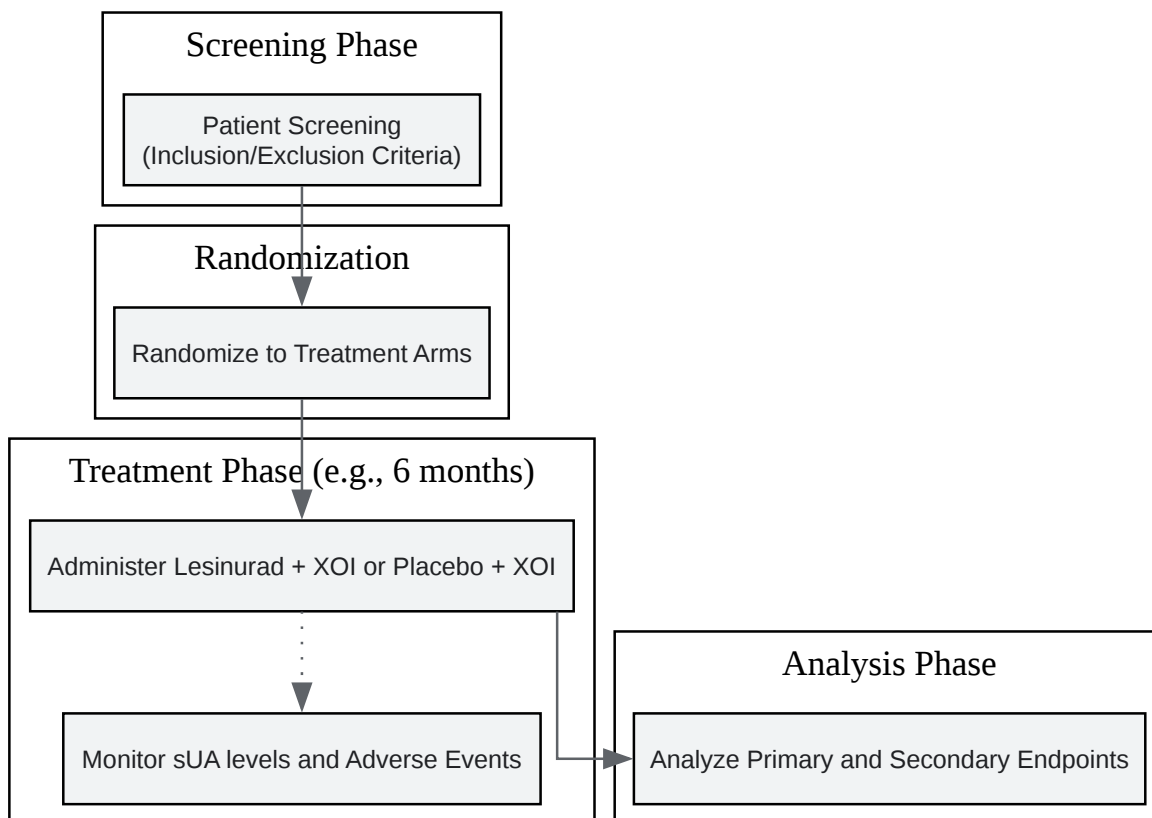 Screening Phase
Patient Screening
(Inclusion/Exclusion Criteria)
Randomization
Randomize to Treatment Arms
Treatment Phase (e.g., 6 months)
Administer Lesinurad + XOI or Placebo + XOI
Monitor sUA levels and Adverse Events
Analysis Phase
Analyze Primary and Secondary Endpoints